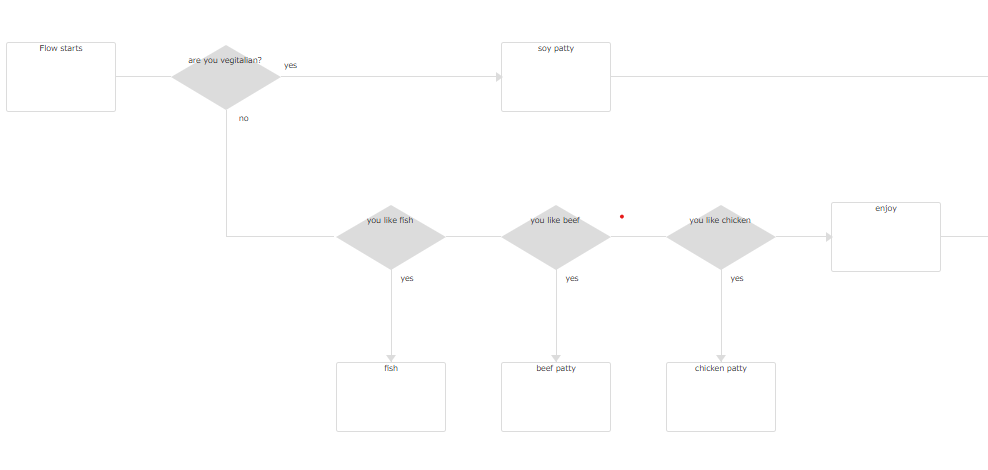 Flow starts
are you vegitalian?
yes
soy patty
no
you like fish
you like beef
you like chicken
enjoy
yes
yes
yes
fish
beef patty
chicken patty